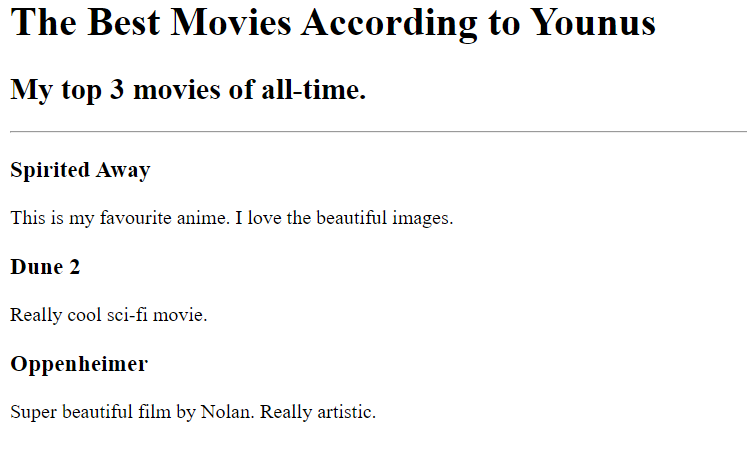 The Best Movies According to Younus
My top 3 movies of all-time.
Spirited Away
This is my favourite anime. I love the beautiful images.
Dune 2
Really cool sci-fi movie.
Oppenheimer
Super beautiful film by Nolan. Really artistic.